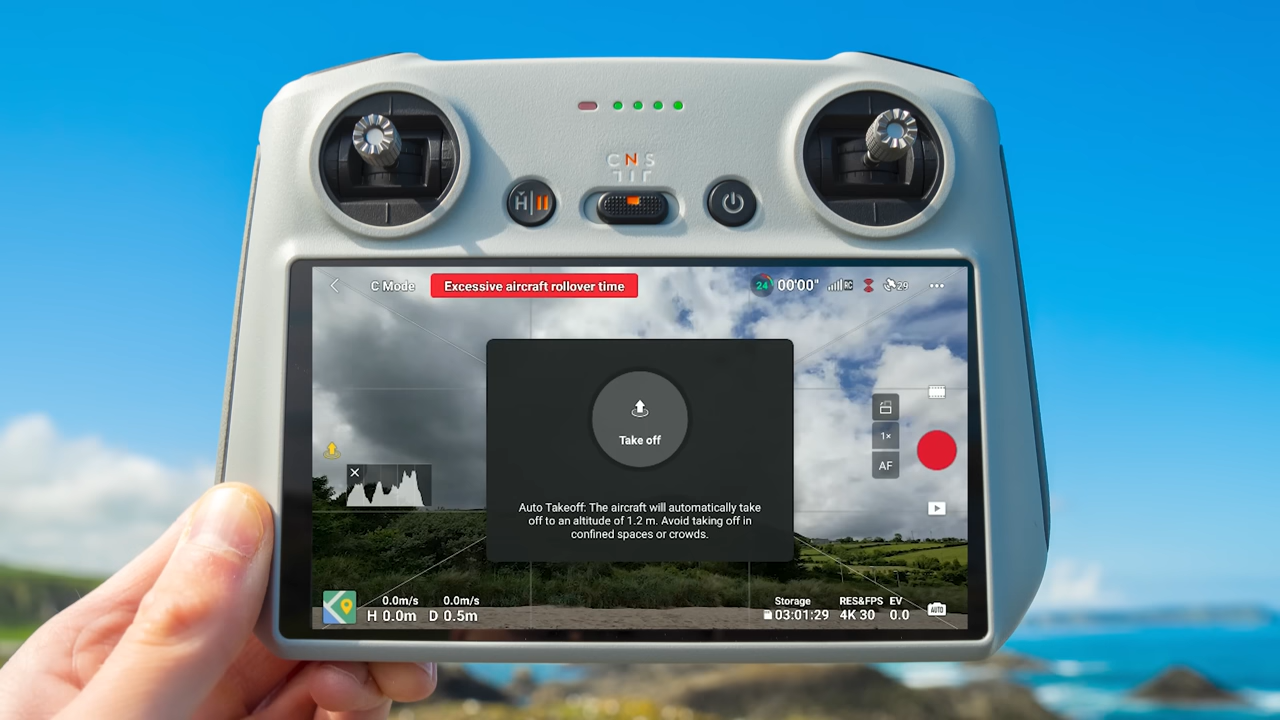 C N S
H
C Mode
Excessive aircraft rollover time
24
00'00"
RC
29
Take off
1×
AF
Auto Takeoff: The aircraft will automatically take
off to an altitude of 1.2 m. Avoid taking off in
confined spaces or crowds.
0.0m/s 0.0m/s
H 0.0m D 0.5m
Storage RES&FPS EV
03:01:29 4K 30 0.0
AUTO